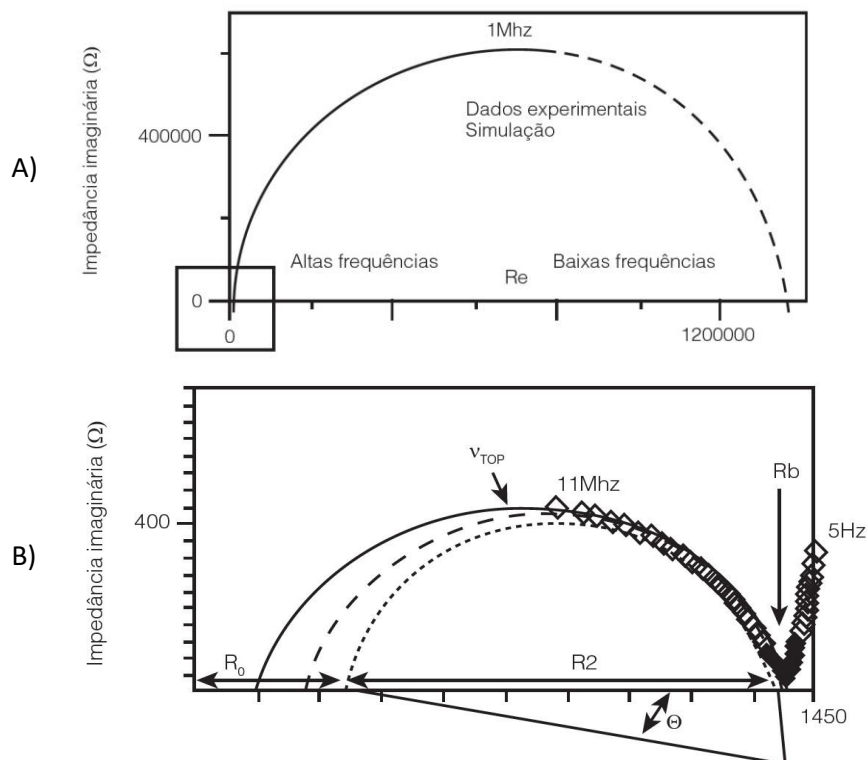 A)
Impedância imaginária (Ω)
1Mhz
400000
Dados experimentais
Simulação
Altas frequências
Re
Baixas frequências
0
0
1200000
B)
Impedância imaginária (Ω)
400
ν_TOP
11Mhz
Rb
5Hz
R₀
R2
Θ
1450